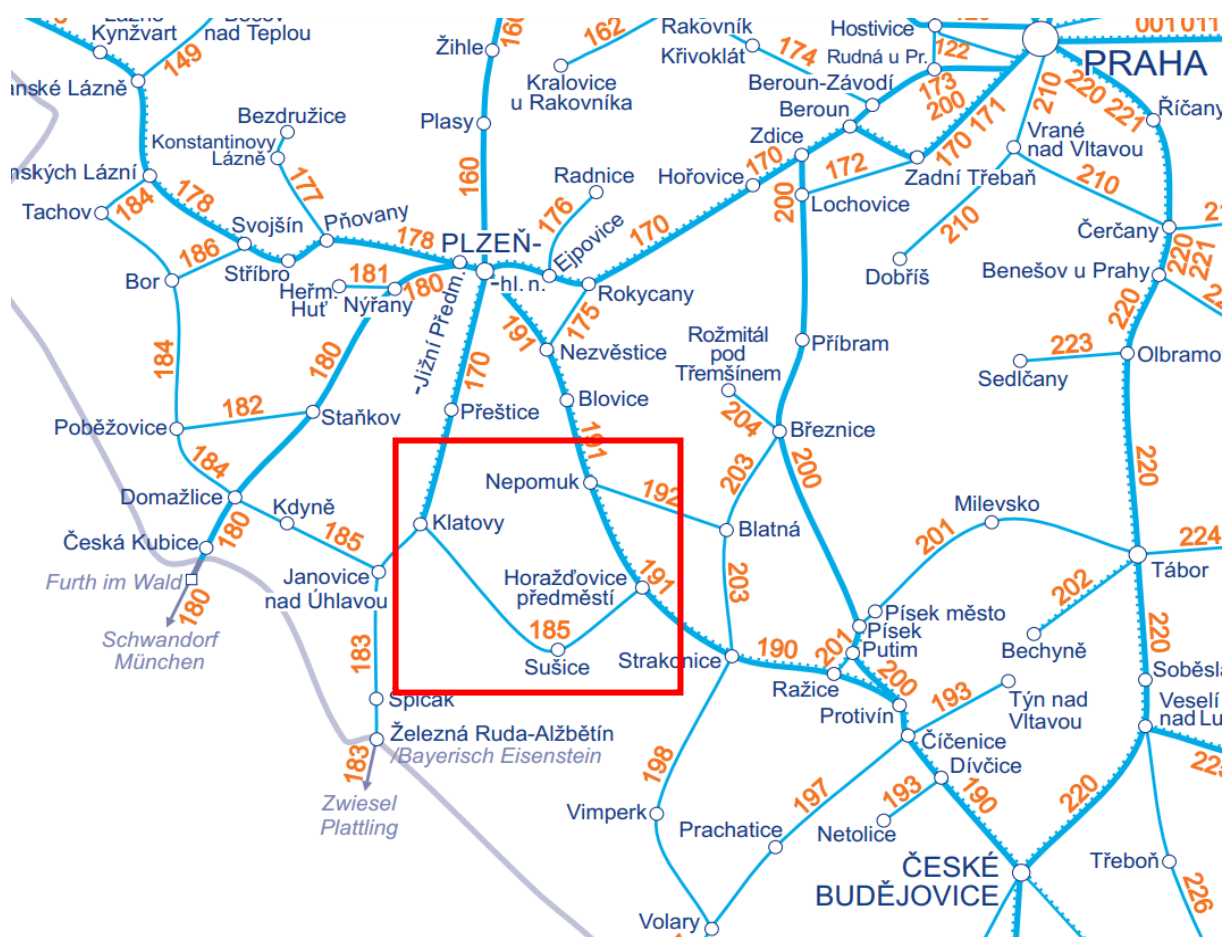 Kynžvart
nad Teplou
149
Žihle
160
162
Kralovice
u Rakovníka
Rakovník
Křivoklát
174
Hostivice
122
Rudná u Pr.
Beroun-Závodí
173
200
Beroun
Zdice
001 011
PRAHA
210
220
221
Říčany
171
170
Vrané
nad Vltavou
210
Zadní Třebaň
172
Lochovice
200
170
Hořovice
170
Plasy
160
Bezdružice
Konstantinovy
Lázně
177
anské Lázně
nských Lázní
184
Tachov
178
Svojšín
186
Bor
Stříbro
Pňovany
178
PLZEŇ-
-hl. n.
-Jižní Předm.
Radnice
176
Ejpovice
Rokycany
175
181
Heřm.
Huť
Nýřany
180
191
Nezvěstice
210
Dobříš
Čerčany
220
221
Benešov u Prahy
220
223
Sedlčany
Olbramo
Příbram
Rožmitál
pod
Třemšínem
204
Březnice
200
203
184
182
Poběžovice
Staňkov
180
170
Přeštice
Blovice
191
184
Domažlice
Kdyně
185
Česká Kubice
180
Furth im Wald
180
Schwandorf
München
Janovice
nad Úhlavou
Klatovy
Nepomuk
192
Blatná
203
Horažďovice
předměstí
191
185
Sušice
Strakonice
190
Ražice
201
Písek město
Písek
Putim
200
Protivín
Milevsko
201
220
Tábor
224
202
Bechyně
220
Soběsla
Veselí
nad Lu
225
193
Týn nad
Vltavou
Číčenice
Dívčice
193
Netolice
190
220
197
Prachatice
198
Vimperk
Volary
183
Špičák
Železná Ruda-Alžbětín
/Bayerisch Eisenstein
183
Zwiesel
Plattling
ČESKÉ
BUDĚJOVICE
Třeboň
226